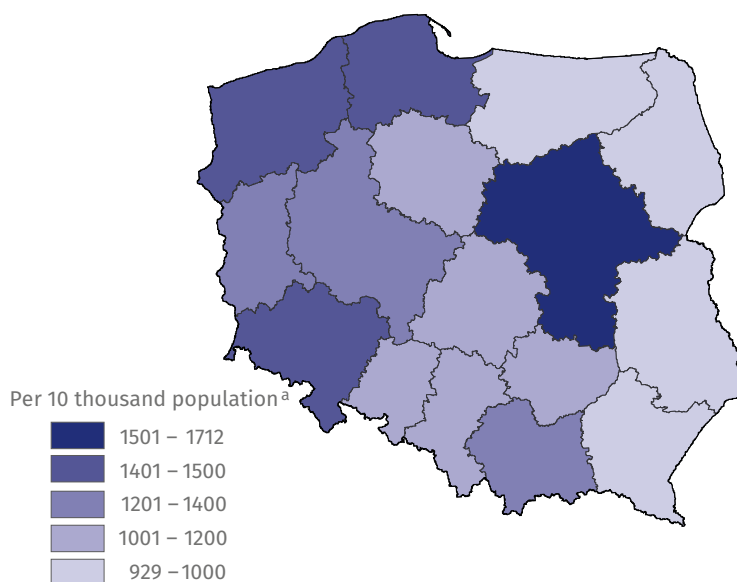 Per 10 thousand population a
1501 – 1712
1401 – 1500
1201 – 1400
1001 – 1200
929 – 1000